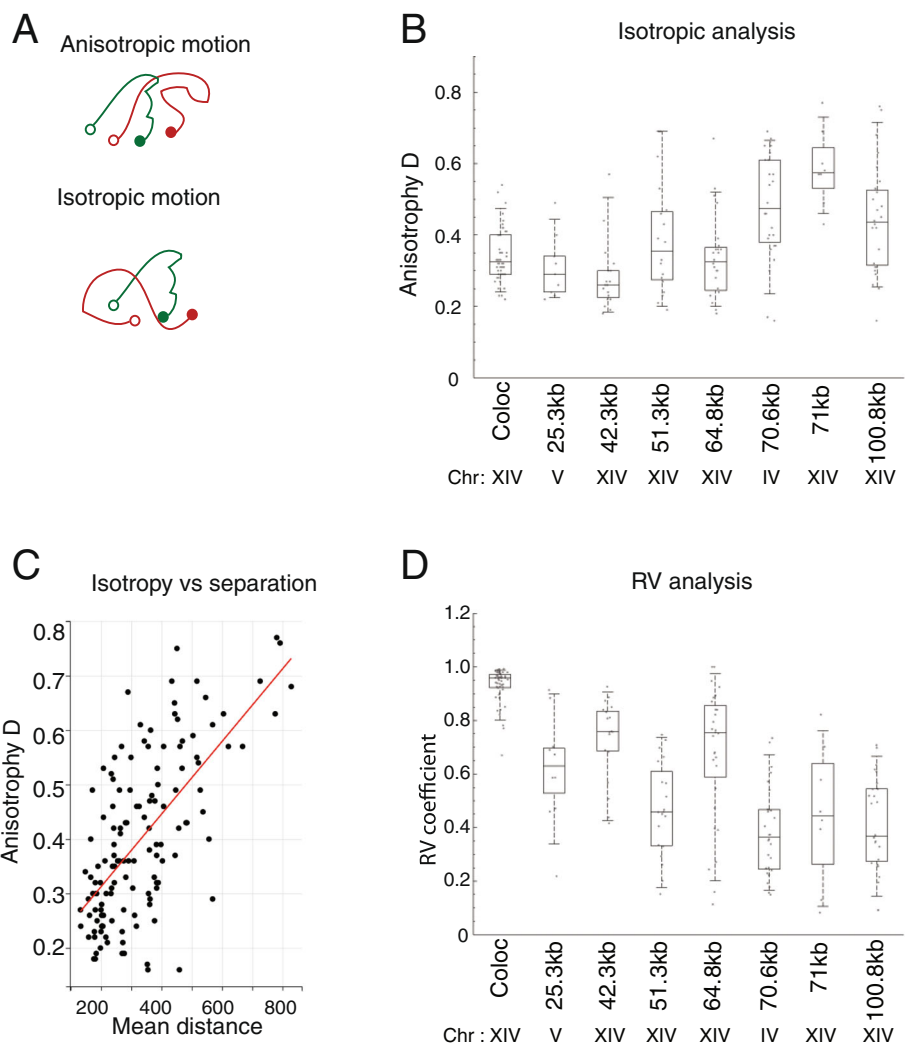 A
Anisotropic motion
Isotropic motion
B
Isotropic analysis
Anisotrophy D
0.8
0.6
0.4
0.2
0
Coloc 25.3kb 42.3kb 51.3kb 64.8kb 70.6kb 71kb 100.8kb
Chr: XIV V XIV XIV XIV IV XIV XIV
C
Isotropy vs separation
Anisotropy D
0.8
0.7
0.6
0.5
0.4
0.3
0.2
200 400 600 800
Mean distance
D
RV analysis
RV coefficient
1.2
1.0
0.8
0.6
0.4
0.2
0
Coloc 25.3kb 42.3kb 51.3kb 64.8kb 70.6kb 71kb 100.8kb
Chr : XIV V XIV XIV XIV IV XIV XIV